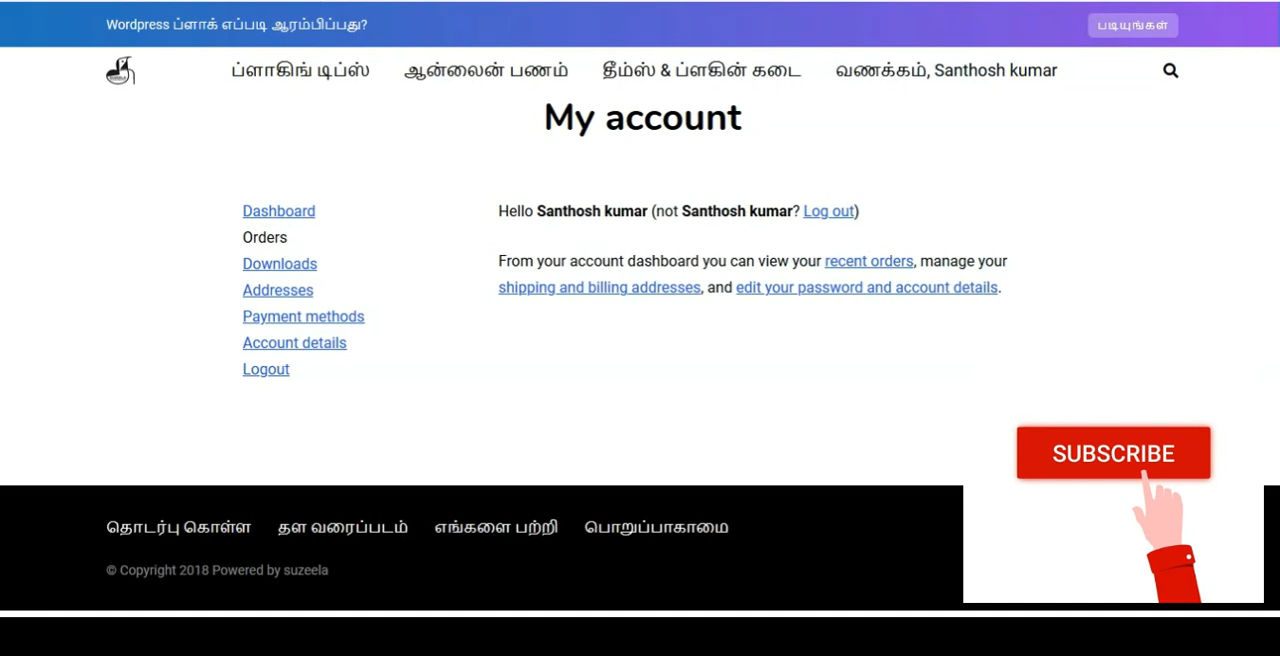 Wordpress ப்ளாக் எப்படி ஆரம்பிப்பது?
படியுங்கள்
ப்ளாகிங் டிப்ஸ்
ஆன்லைன் பணம்
தீம்ஸ் & ப்ளகின் கடை
வணக்கம், Santhosh kumar
My account
Dashboard
Orders
Downloads
Addresses
Payment methods
Account details
Logout
Hello Santhosh kumar (not Santhosh kumar? Log out)
From your account dashboard you can view your recent orders, manage your
shipping and billing addresses, and edit your password and account details.
SUBSCRIBE
தொடர்பு கொள்ள
தள வரைப்படம்
எங்களை பற்றி
பொறுப்பாகாமை
© Copyright 2018 Powered by suzeela